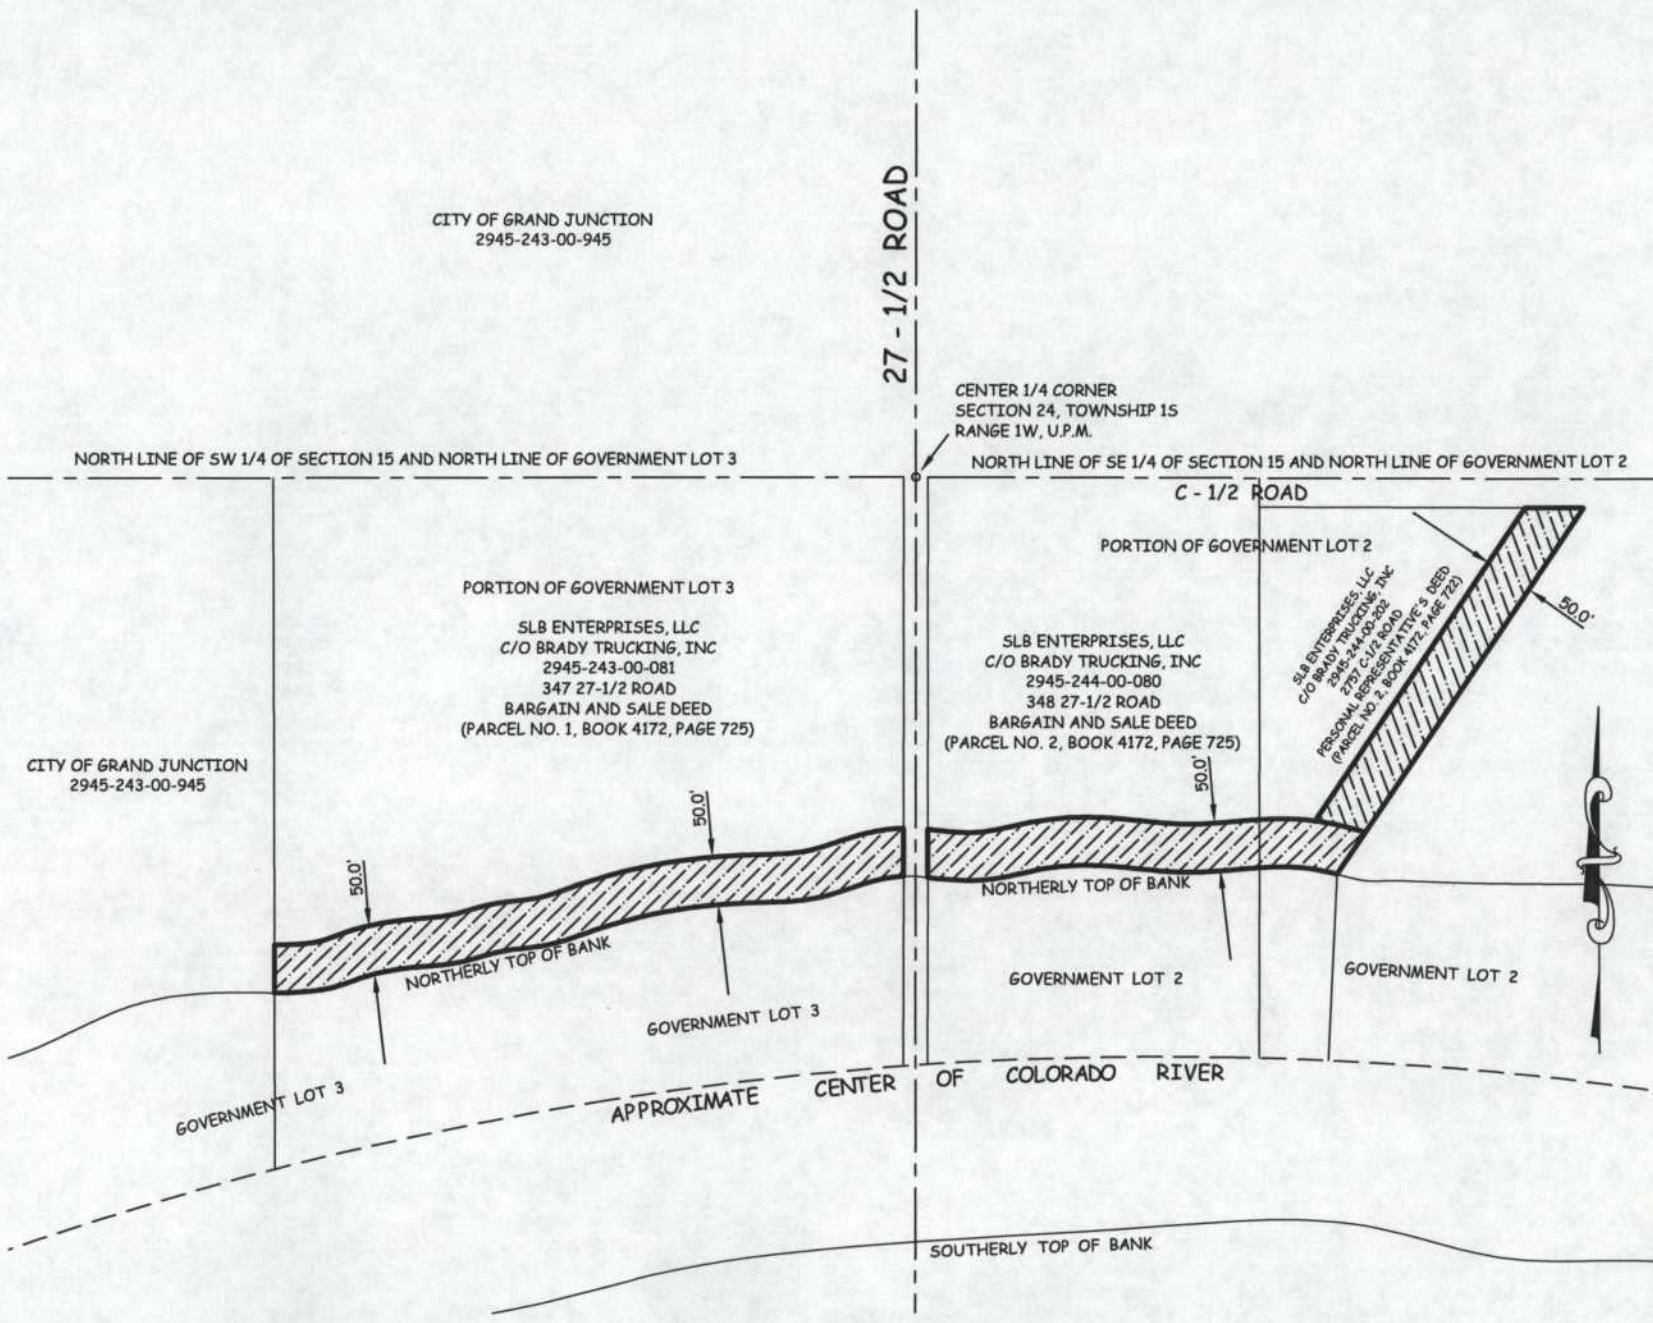 27 - 1/2 ROAD
CITY OF GRAND JUNCTION
2945-243-00-945
CENTER 1/4 CORNER
SECTION 24, TOWNSHIP 1S
RANGE 1W, U.P.M.
NORTH LINE OF SW 1/4 OF SECTION 15 AND NORTH LINE OF GOVERNMENT LOT 3
NORTH LINE OF SE 1/4 OF SECTION 15 AND NORTH LINE OF GOVERNMENT LOT 2
C - 1/2 ROAD
PORTION OF GOVERNMENT LOT 3
SLB ENTERPRISES, LLC
C/O BRADY TRUCKING, INC
2945-243-00-081
347 27-1/2 ROAD
BARGAIN AND SALE DEED
(PARCEL NO. 1, BOOK 4172, PAGE 725)
PORTION OF GOVERNMENT LOT 2
SLB ENTERPRISES, LLC
C/O BRADY TRUCKING, INC
2945-244-00-080
348 27-1/2 ROAD
BARGAIN AND SALE DEED
(PARCEL NO. 2, BOOK 4172, PAGE 725)
SLB ENTERPRISES, LLC
C/O BRADY TRUCKING, INC
2945-244-00-202
2757 C-1/2 ROAD
PERSONAL REPRESENTATIVE'S DEED
(PARCEL NO. 2, BOOK 4172, PAGE 722)
50.0'
CITY OF GRAND JUNCTION
2945-243-00-945
50.0'
50.0'
50.0'
NORTHERLY TOP OF BANK
NORTHERLY TOP OF BANK
GOVERNMENT LOT 3
GOVERNMENT LOT 3
GOVERNMENT LOT 2
GOVERNMENT LOT 2
APPROXIMATE CENTER OF COLORADO RIVER
SOUTHERLY TOP OF BANK